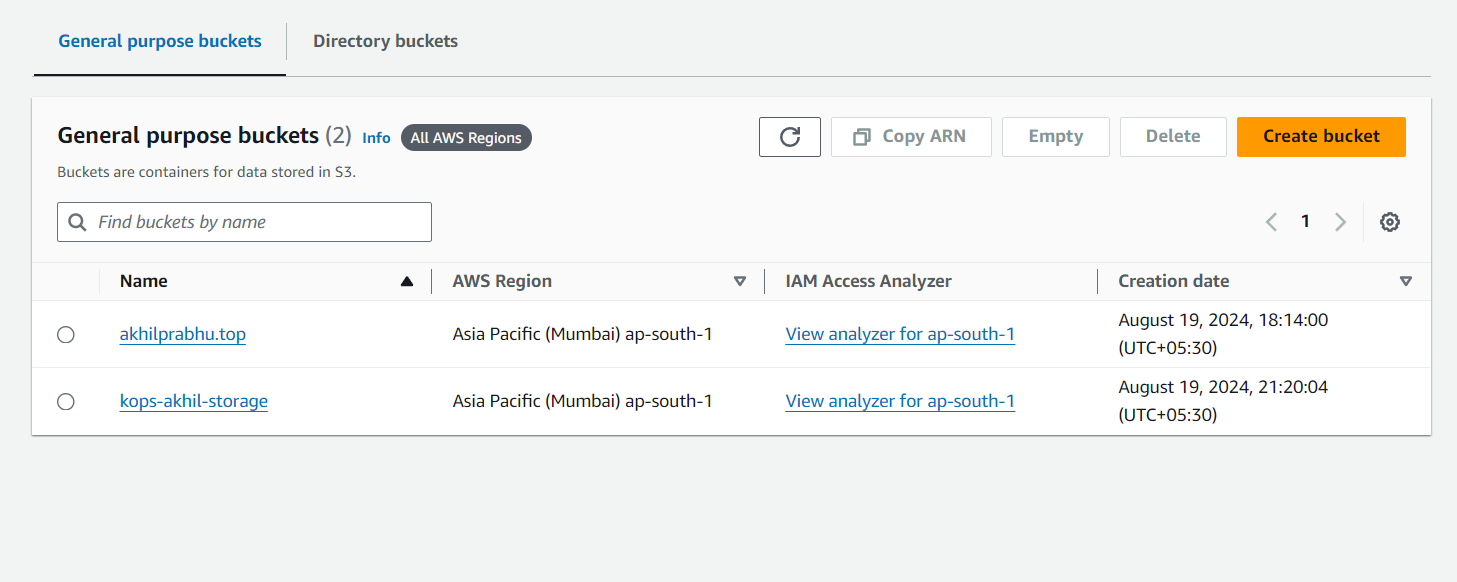 General purpose buckets
Directory buckets
General purpose buckets (2) Info All AWS Regions
Copy ARN
Empty
Delete
Create bucket
Buckets are containers for data stored in S3.
Find buckets by name
1
Name AWS Region IAM Access Analyzer Creation date
akhilprabhu.top Asia Pacific (Mumbai) ap-south-1 View analyzer for ap-south-1 August 19, 2024, 18:14:00
(UTC+05:30)
kops-akhil-storage Asia Pacific (Mumbai) ap-south-1 View analyzer for ap-south-1 August 19, 2024, 21:20:04
(UTC+05:30)